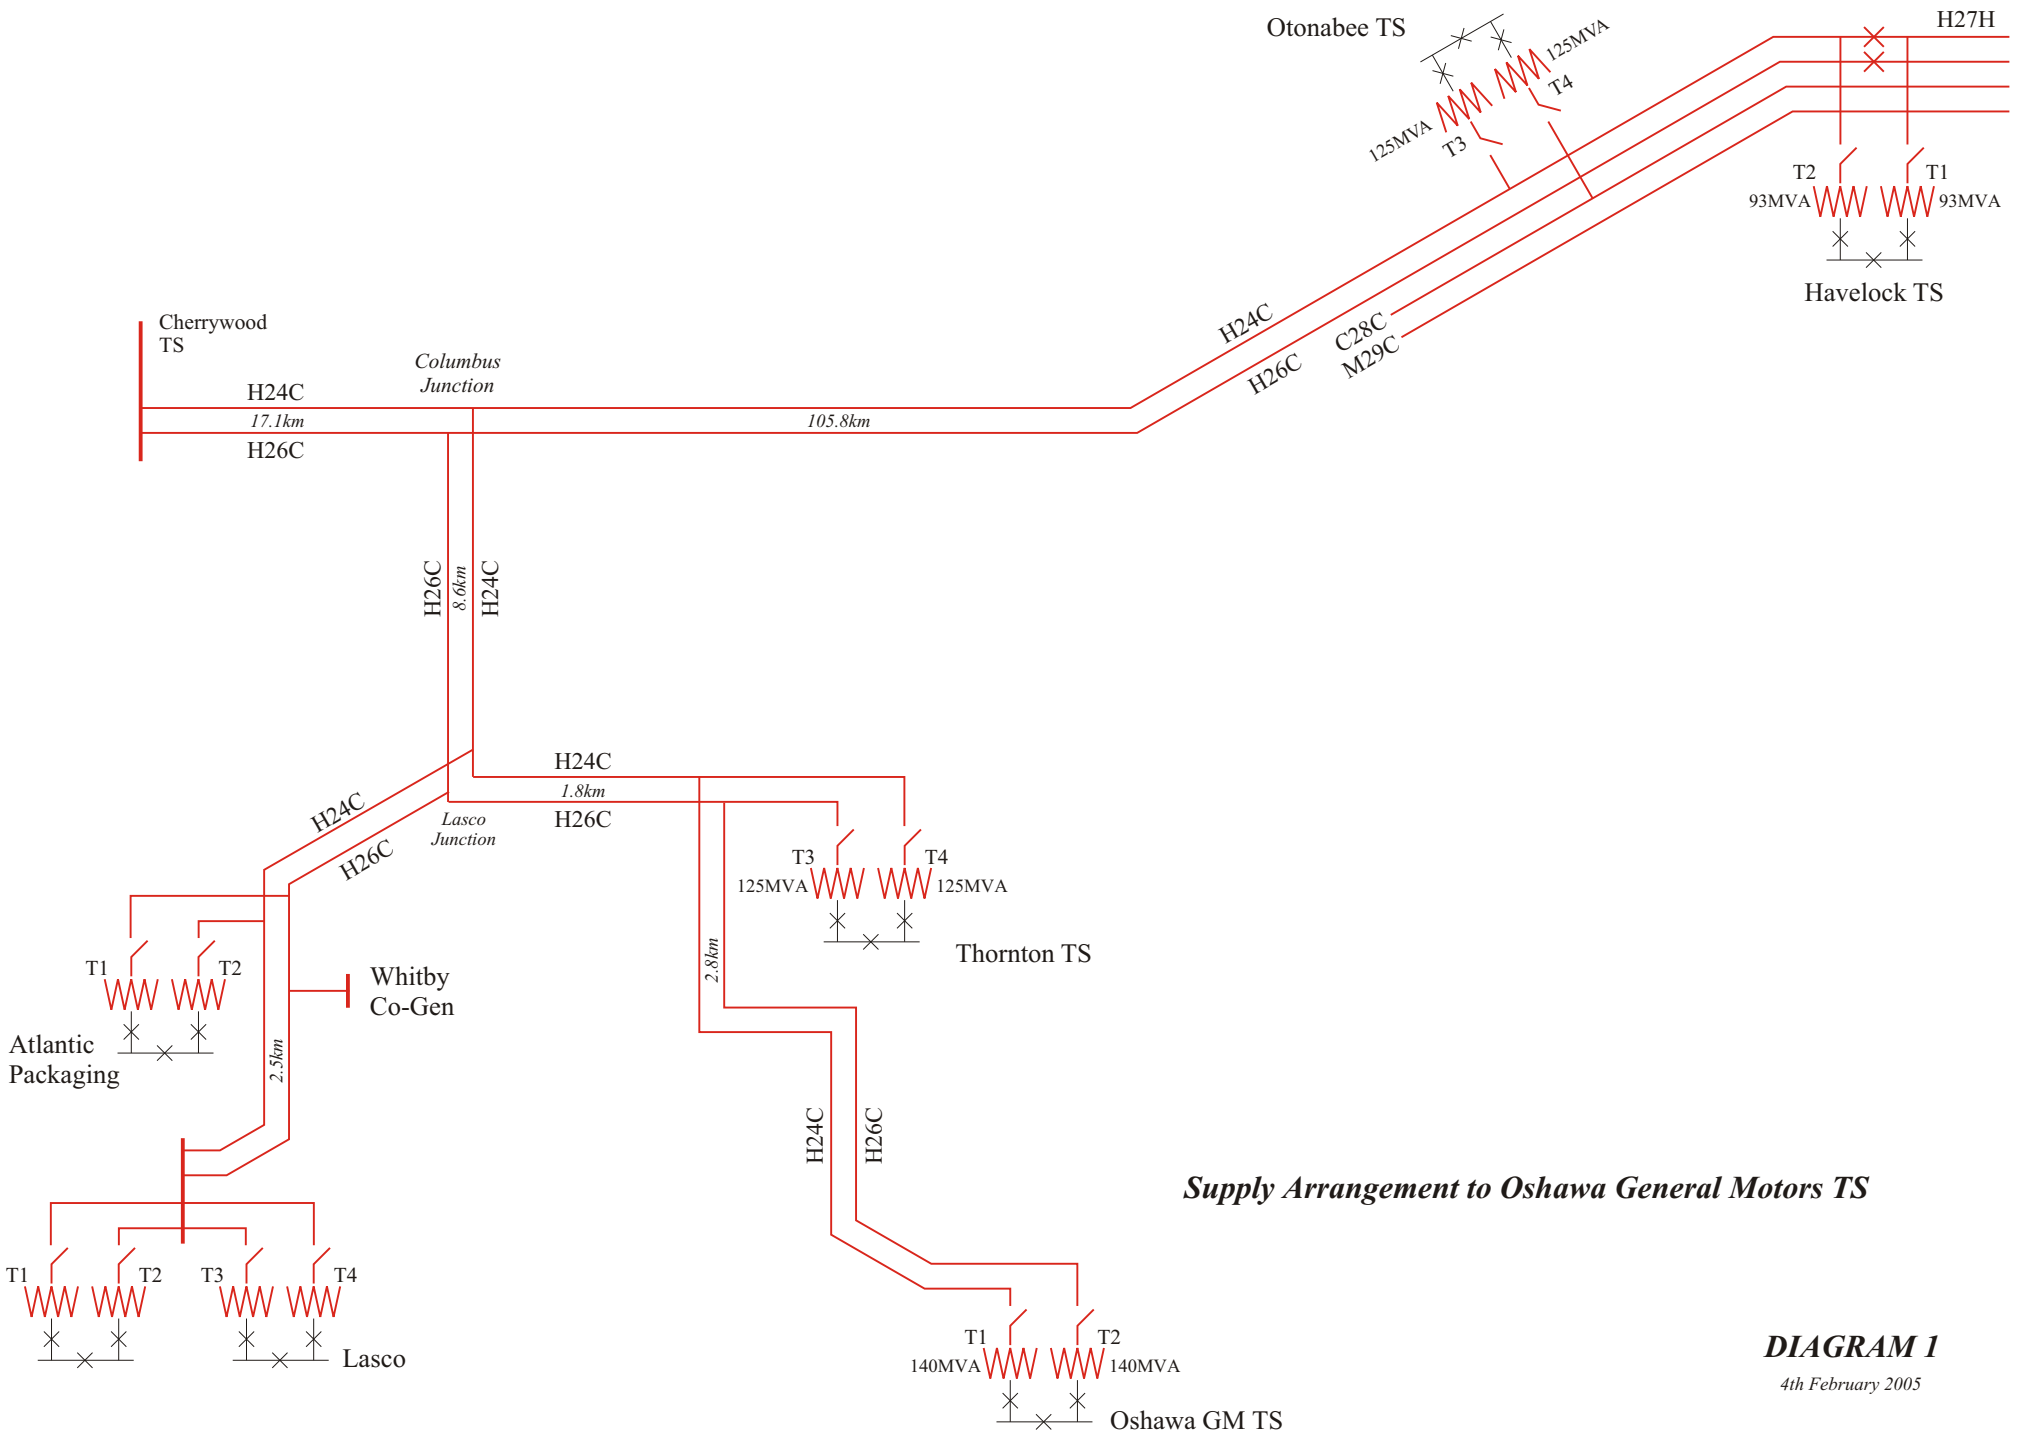 Otonabee TS
H27H
125MVA
T4
125MVA
T3
T2
T1
93MVA
93MVA
Havelock TS
Cherrywood
TS
Columbus
Junction
H24C
17.1km
H26C
105.8km
H24C
H26C
C28C
M29C
H26C
8.6km
H24C
H24C
1.8km
H26C
Lasco
Junction
H24C
H26C
T3
T4
125MVA
125MVA
Thornton TS
2.8km
T1
T2
Whitby
Co-Gen
Atlantic
Packaging
2.5km
H24C
H26C
Supply Arrangement to Oshawa General Motors TS
T1
T2
T3
T4
Lasco
T1
T2
140MVA
140MVA
Oshawa GM TS
DIAGRAM 1
4th February 2005